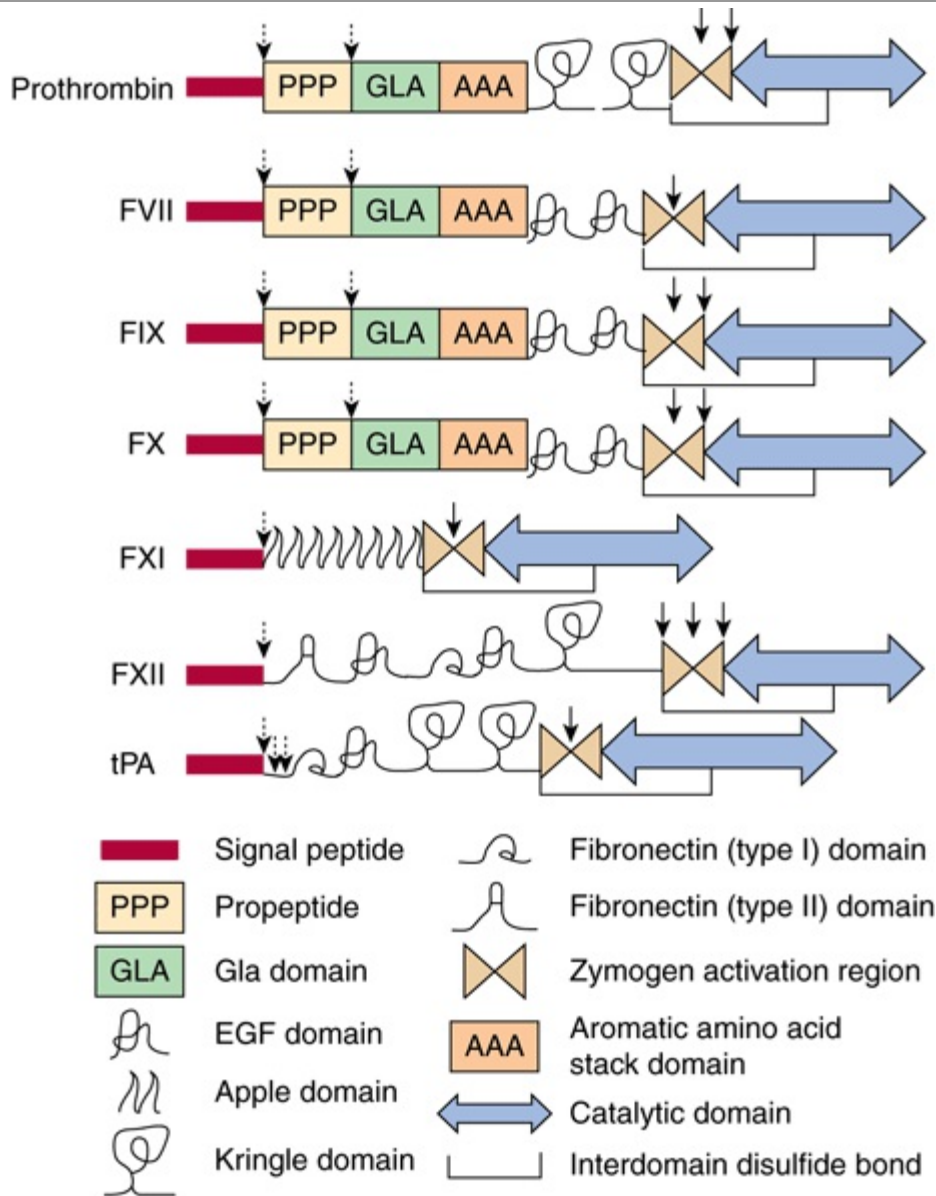 Prothrombin PPP GLA AAA
FVII PPP GLA AAA
FIX PPP GLA AAA
FX PPP GLA AAA
FXI
FXII
tPA
Signal peptide
PPP Propeptide
GLA Gla domain
EGF domain
Apple domain
Kringle domain
Fibronectin (type I) domain
Fibronectin (type II) domain
Zymogen activation region
AAA Aromatic amino acid
stack domain
Catalytic domain
Interdomain disulfide bond